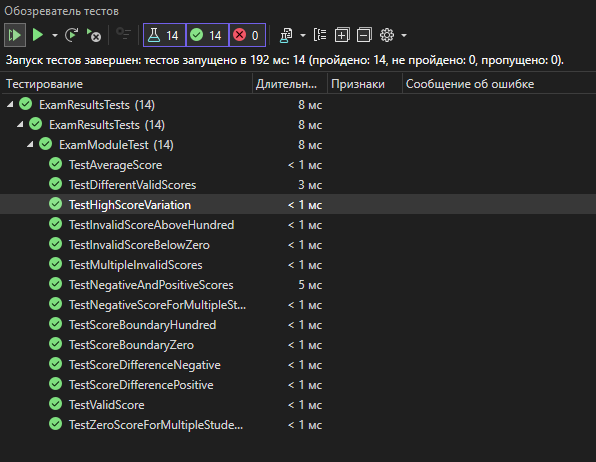 Обозреватель тестов
14 14 0
Запуск тестов завершен: тестов запущено в 192 мс: 14 (пройдено: 14, не пройдено: 0, пропущено: 0).
Тестирование Длительн... Признаки Сообщение об ошибке
ExamResultsTests (14) 8 мс
ExamResultsTests (14) 8 мс
ExamModuleTest (14) 8 мс
TestAverageScore < 1 мс
TestDifferentValidScores 3 мс
TestHighScoreVariation < 1 мс
TestInvalidScoreAboveHundred < 1 мс
TestInvalidScoreBelowZero < 1 мс
TestMultipleInvalidScores < 1 мс
TestNegativeAndPositiveScores 5 мс
TestNegativeScoreForMultipleSt... < 1 мс
TestScoreBoundaryHundred < 1 мс
TestScoreBoundaryZero < 1 мс
TestScoreDifferenceNegative < 1 мс
TestScoreDifferencePositive < 1 мс
TestValidScore < 1 мс
TestZeroScoreForMultipleStude... < 1 мс